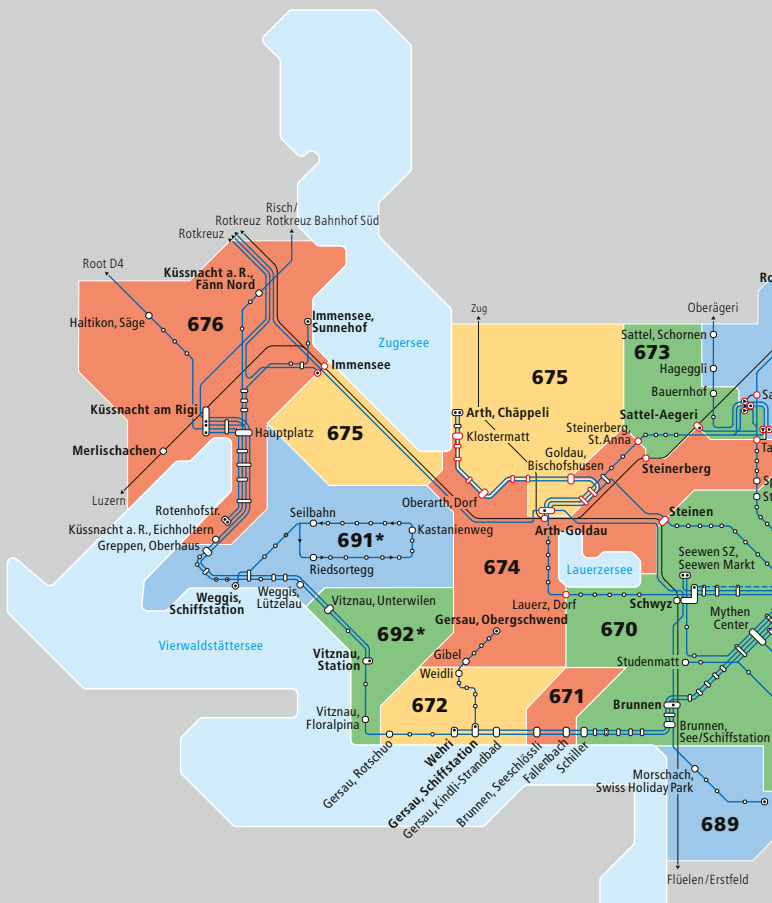 Risch/
Rotkreuz
Rotkreuz Bahnhof Süd
Rotkreuz
Root D4
Küssnacht a. R.,
Fänn Nord
Haltikon, Säge
676
Immensee,
Sunnehof
Zugersee
Immensee
Zug
Oberägeri
Sattel, Schornen
673
Hageggli
Bauernhof
675
Küssnacht am Rigi
Hauptplatz
675
Merlischachen
Luzern
Arth, Chäppeli
Klostermatt
Sattel-Aegeri
Steinerberg,
St. Anna
Goldau,
Bischofshusen
Steinerberg
Oberarth, Dorf
Arth-Goldau
Steinen
Rotenhofstr.
Küssnacht a. R., Eichholtern
Greppen, Oberhaus
Seilbahn
Kastanienweg
691*
Riedsortegg
674
Lauerzersee
Seewen SZ,
Seewen Markt
Weggis,
Schiffstation
Weggis,
Lützelau
Vitznau, Unterwilen
Lauerz, Dorf
Schwyz
Mythen
Center
Gersau, Obergschwend
692*
670
Vierwaldstättersee
Vitznau,
Station
Gibel
Weidli
Studenmatt
672
671
Brunnen
Vitznau,
Floralpina
Brunnen,
See/Schiffstation
Gersau, Rotschuo
Wehri
Gersau, Schiffstation
Gersau, Kindli-Strandbad
Brunnen, Seeschlössli
Fallenbach
Schiller
Morschach,
Swiss Holiday Park
689
Flüelen/Erstfeld